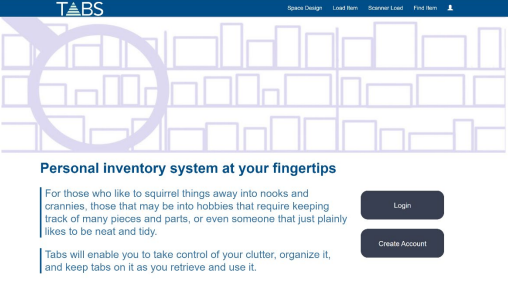 TABS
Space Design Load Item Scanner Load Find Item
Personal inventory system at your fingertips
For those who like to squirrel things away into nooks and
crannies, those that may be into hobbies that require keeping
track of many pieces and parts, or even someone that just plainly
likes to be neat and tidy.
Tabs will enable you to take control of your clutter, organize it,
and keep tabs on it as you retrieve and use it.
Login
Create Account